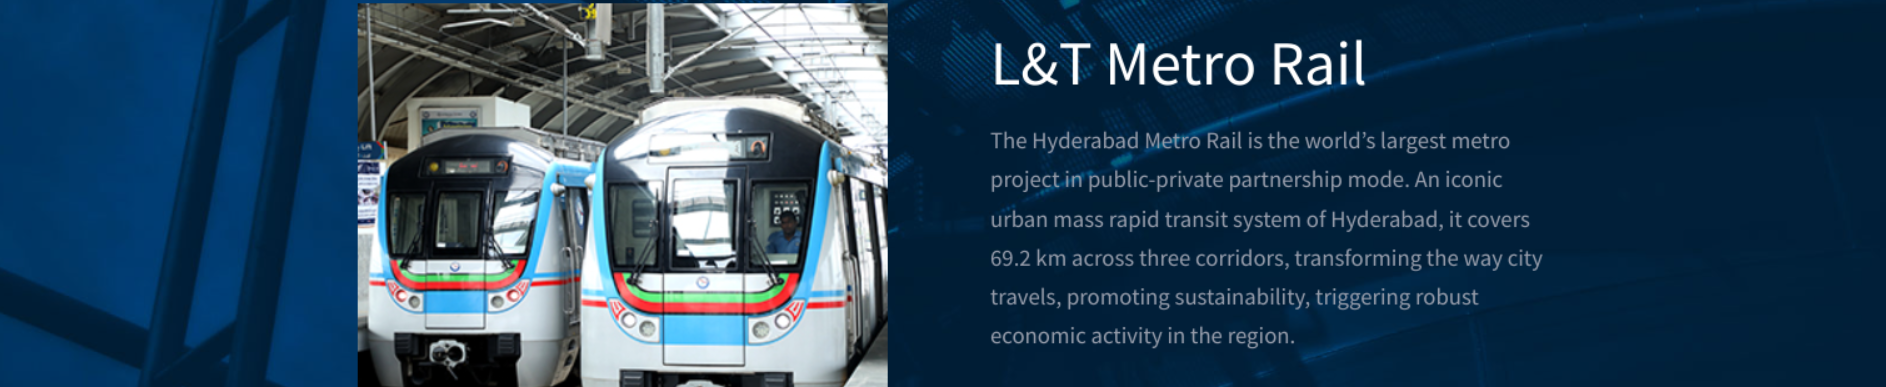 L&T Metro Rail
The Hyderabad Metro Rail is the world’s largest metro
project in public-private partnership mode. An iconic
urban mass rapid transit system of Hyderabad, it covers
69.2 km across three corridors, transforming the way city
travels, promoting sustainability, triggering robust
economic activity in the region.